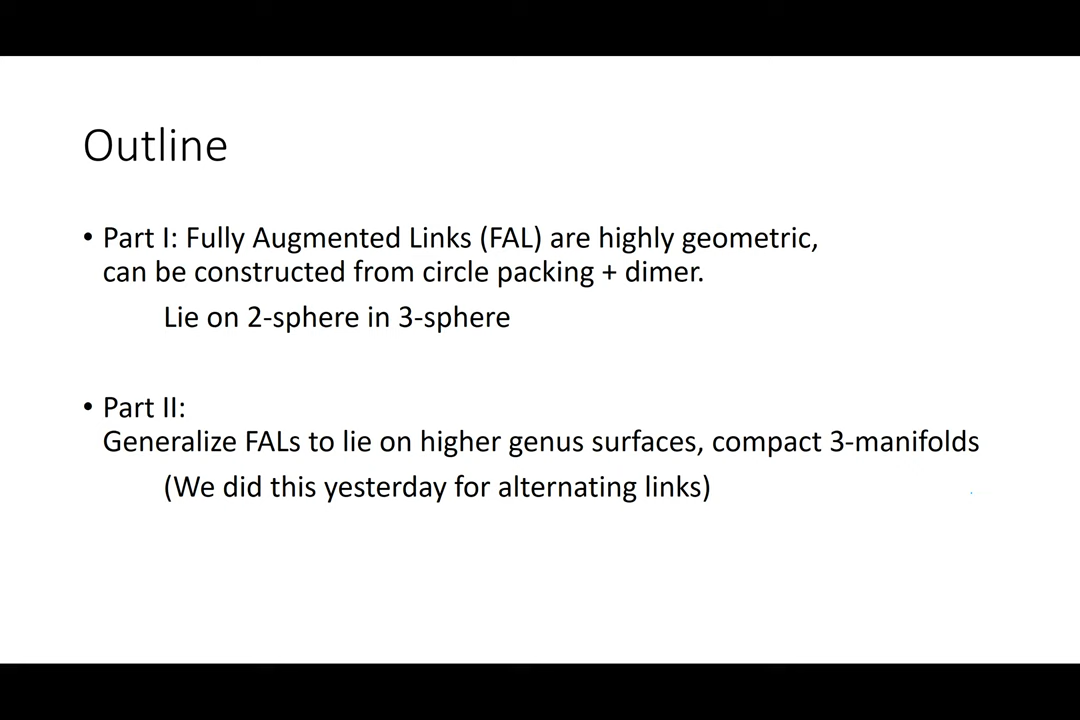 Outline
• Part I: Fully Augmented Links (FAL) are highly geometric,
can be constructed from circle packing + dimer.
Lie on 2-sphere in 3-sphere
• Part II:
Generalize FALs to lie on higher genus surfaces, compact 3-manifolds
(We did this yesterday for alternating links)